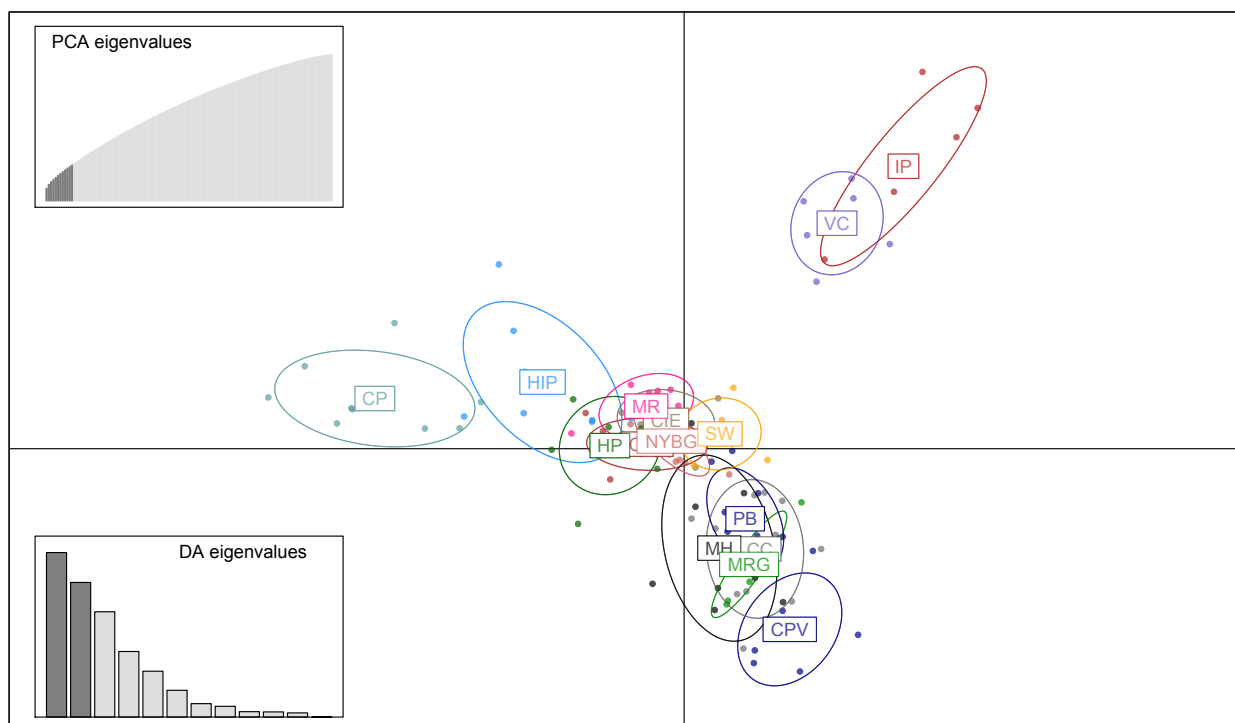 PCA eigenvalues
IP
VC
HIP
CP
MR
CIE
SW
HP
NYBG
PB
MH
CC
MRG
DA eigenvalues
CPV